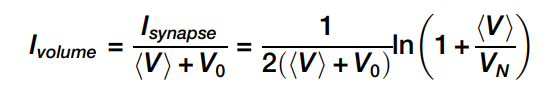 I_volume = I_synapse / (⟨V⟩ + V_0) = 1 / (2(⟨V⟩ + V_0)) ln(1 + ⟨V⟩ / V_N)